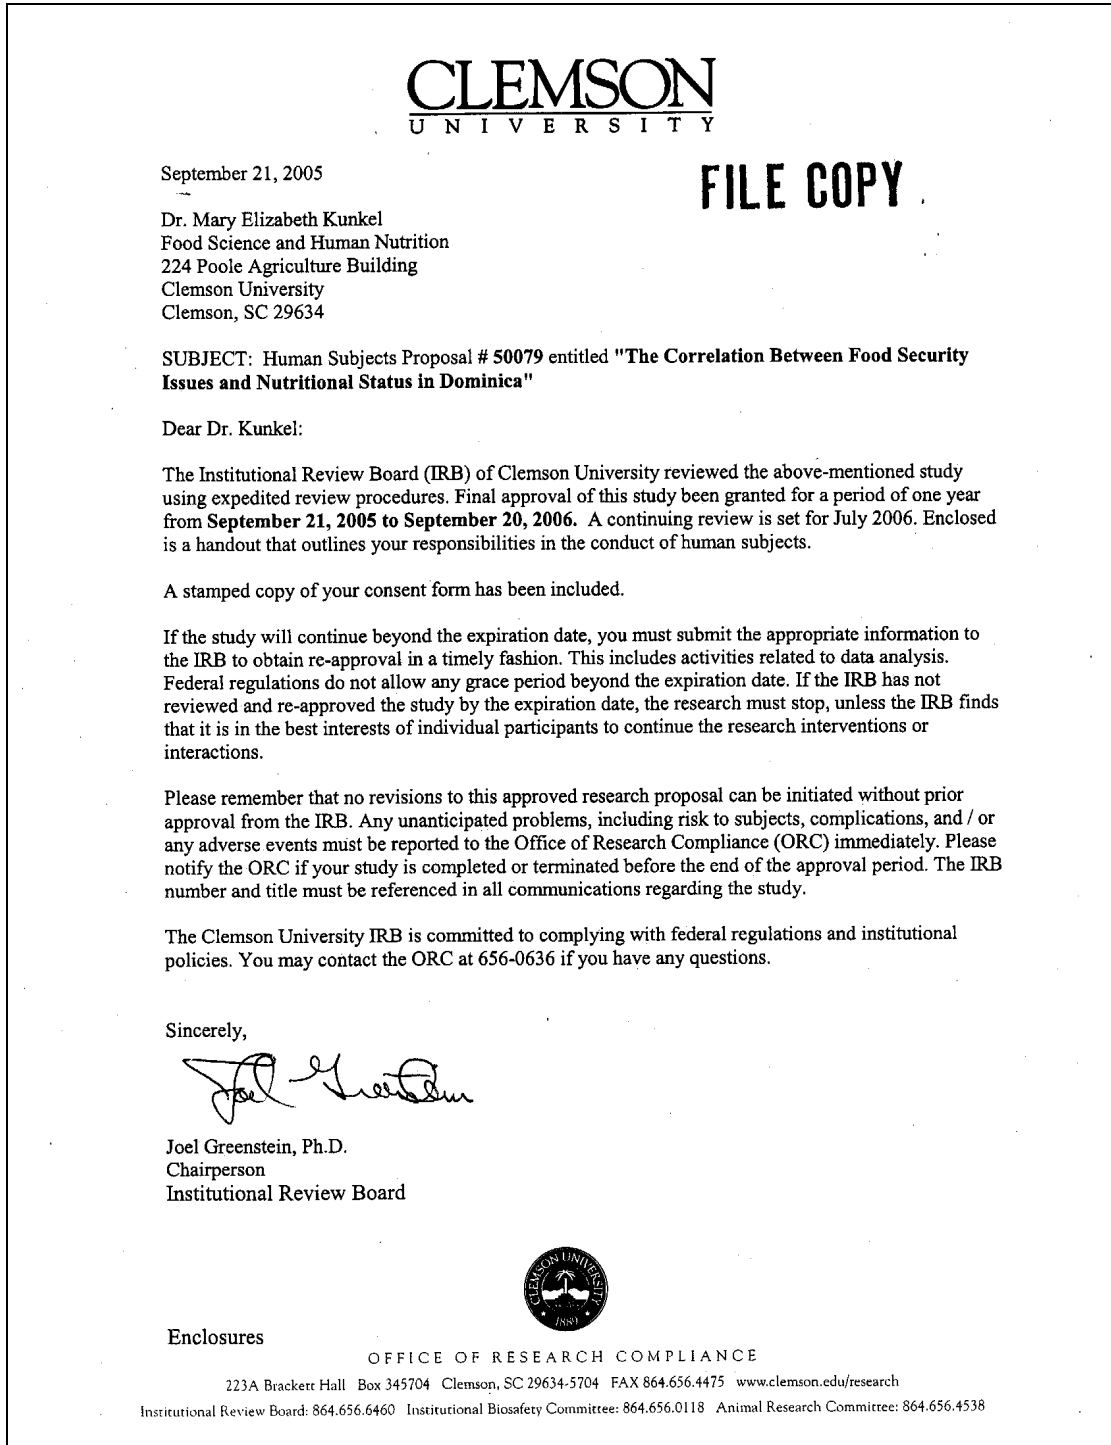 CLEMSON
UNIVERSITY
September 21, 2005
FILE COPY
Dr. Mary Elizabeth Kunkel
Food Science and Human Nutrition
224 Poole Agriculture Building
Clemson University
Clemson, SC 29634
SUBJECT: Human Subjects Proposal # 50079 entitled "The Correlation Between Food Security
Issues and Nutritional Status in Dominica"
Dear Dr. Kunkel:
The Institutional Review Board (IRB) of Clemson University reviewed the above-mentioned study
using expedited review procedures. Final approval of this study been granted for a period of one year
from September 21, 2005 to September 20, 2006. A continuing review is set for July 2006. Enclosed
is a handout that outlines your responsibilities in the conduct of human subjects.
A stamped copy of your consent form has been included.
If the study will continue beyond the expiration date, you must submit the appropriate information to
the IRB to obtain re-approval in a timely fashion. This includes activities related to data analysis.
Federal regulations do not allow any grace period beyond the expiration date. If the IRB has not
reviewed and re-approved the study by the expiration date, the research must stop, unless the IRB finds
that it is in the best interests of individual participants to continue the research interventions or
interactions.
Please remember that no revisions to this approved research proposal can be initiated without prior
approval from the IRB. Any unanticipated problems, including risk to subjects, complications, and / or
any adverse events must be reported to the Office of Research Compliance (ORC) immediately. Please
notify the ORC if your study is completed or terminated before the end of the approval period. The IRB
number and title must be referenced in all communications regarding the study.
The Clemson University IRB is committed to complying with federal regulations and institutional
policies. You may contact the ORC at 656-0636 if you have any questions.
Sincerely,
Joel Greenstein
Joel Greenstein, Ph.D.
Chairperson
Institutional Review Board
CLEMSON UNIVERSITY
1889
Enclosures
OFFICE OF RESEARCH COMPLIANCE
223A Brackett Hall Box 345704 Clemson, SC 29634-5704 FAX 864.656.4475 www.clemson.edu/research
Institutional Review Board: 864.656.6460 Institutional Biosafety Committee: 864.656.0118 Animal Research Committee: 864.656.4538